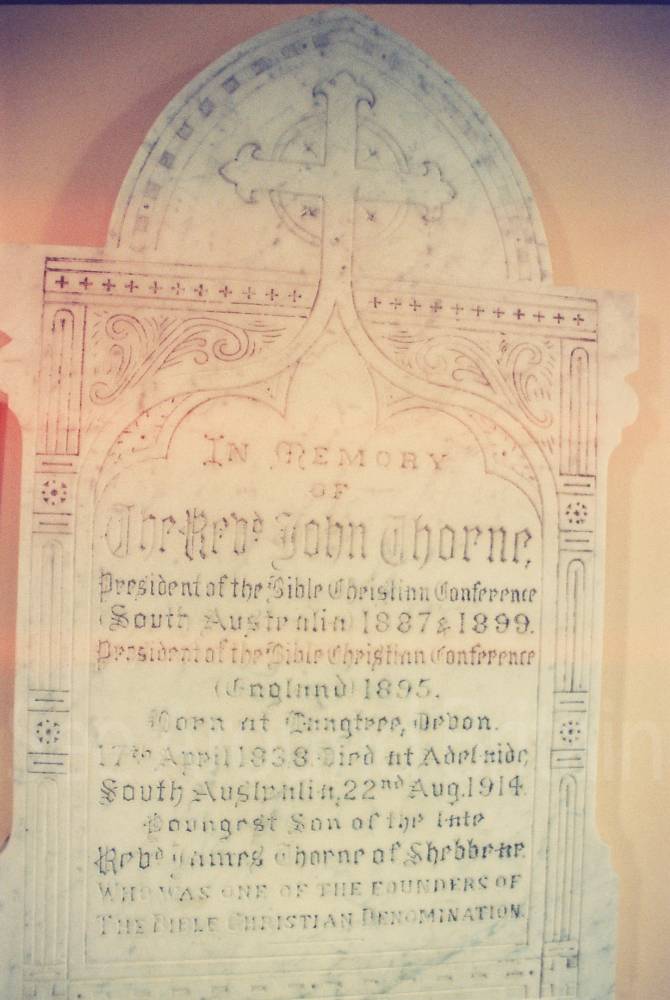 IN MEMORY
OF
The Revd John Thorne,
President of the Bible Christian Conference
(South Australia) 1887 & 1899.
President of the Bible Christian Conference
(England) 1895.
Born at Langtree, Devon.
17th April 1838. Died at Adelaide,
South Australia, 22nd Aug. 1914.
Youngest Son of the late
Revd James Thorne of Shebbear.
WHO WAS ONE OF THE FOUNDERS OF
THE BIBLE CHRISTIAN DENOMINATION.